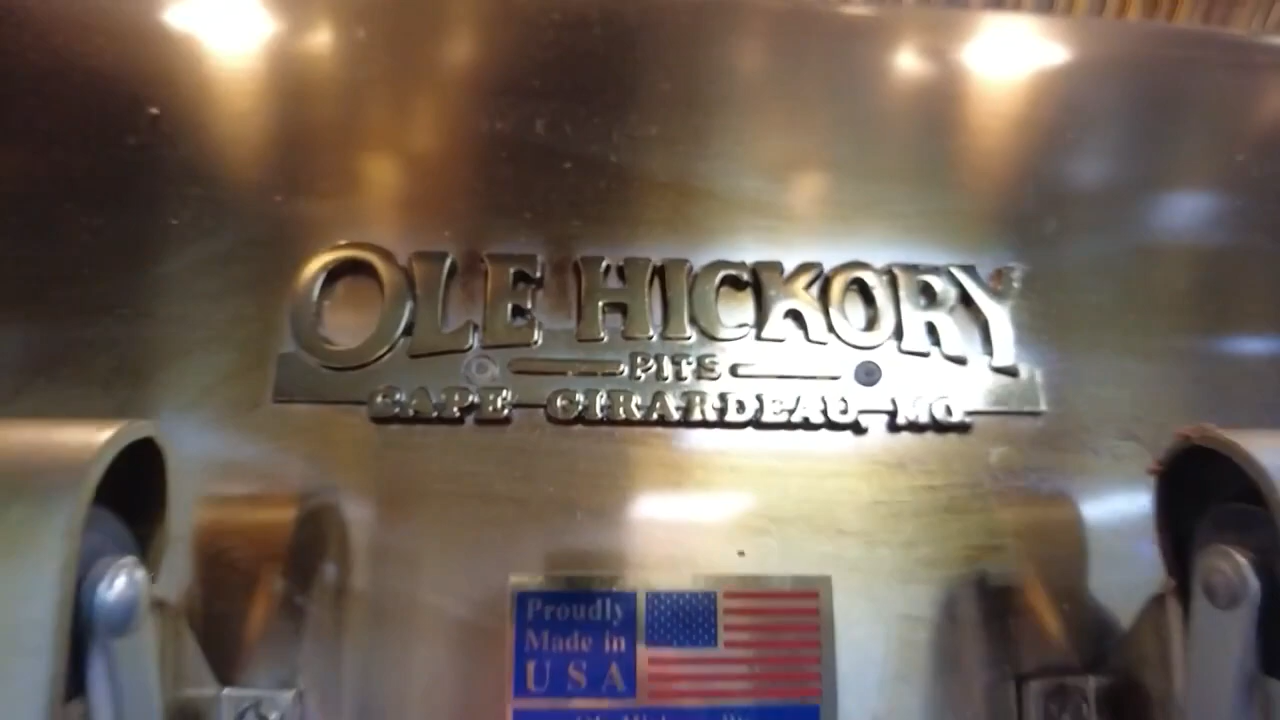 OLE HICKORY
PITS
CAPE GIRARDEAU, MO.
Proudly
Made in
USA